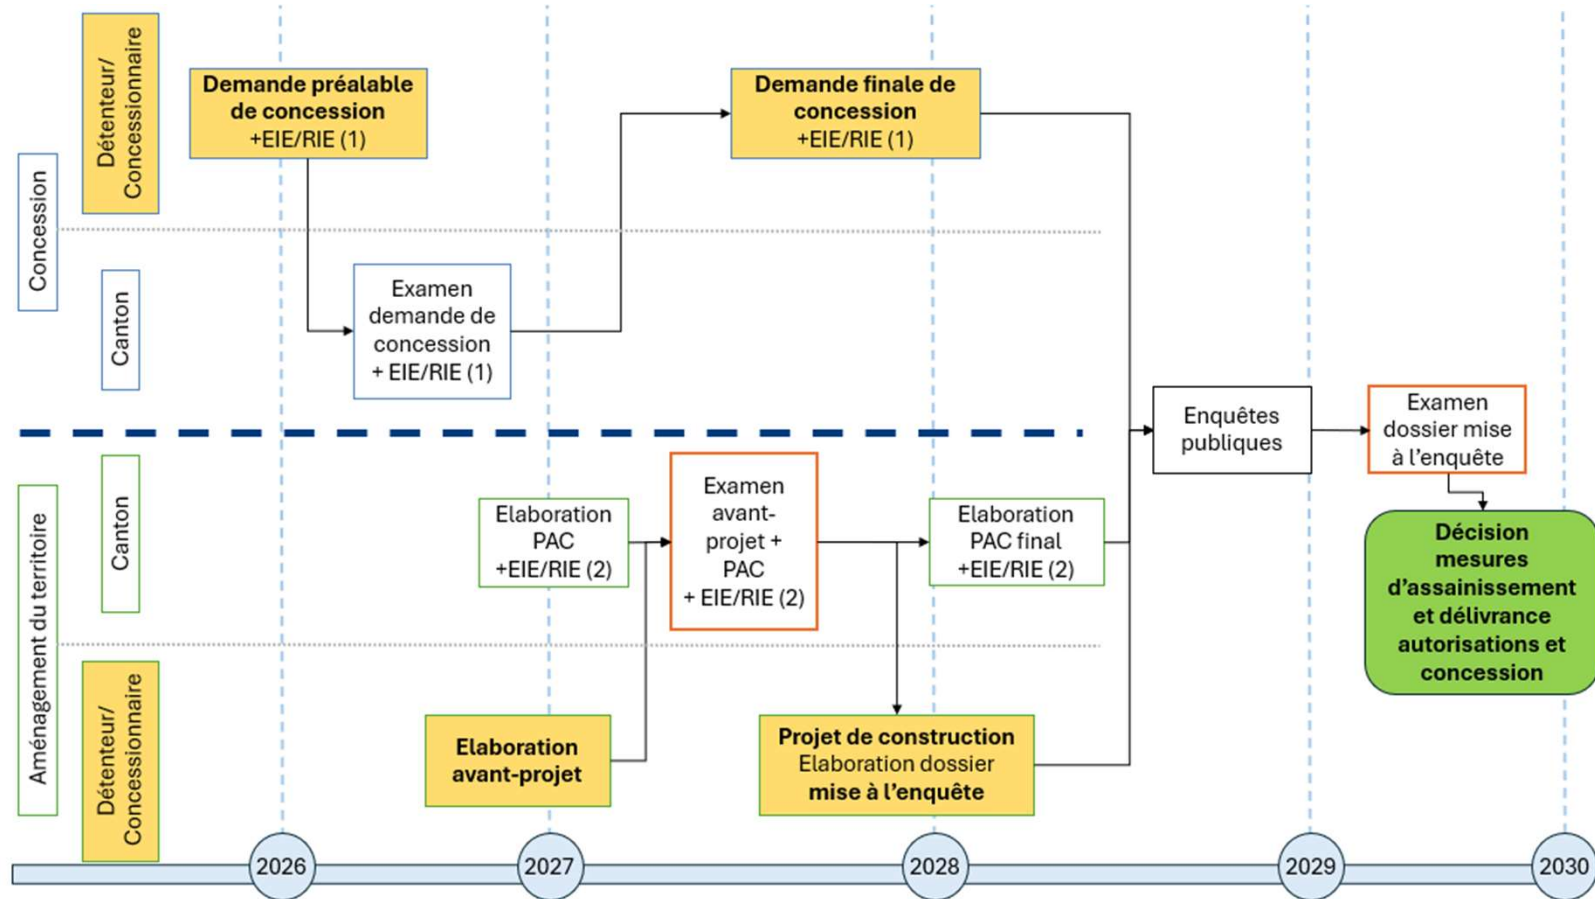 Concession
Détenteur/
Concessionnaire
Canton
Demande préalable
de concession
+EIE/RIE (1)
Demande finale de
concession
+EIE/RIE (1)
Examen
demande de
concession
+ EIE/RIE (1)
Aménagement du territoire
Canton
Détenteur/
Concessionnaire
Elaboration
PAC
+EIE/RIE (2)
Examen
avant-
projet +
PAC
+ EIE/RIE (2)
Elaboration
PAC final
+EIE/RIE (2)
Elaboration
avant-projet
Projet de construction
Elaboration dossier
mise à l’enquête
Enquêtes
publiques
Examen
dossier mise
à l’enquête
Décision
mesures
d’assainissement
et délivrance
autorisations et
concession
2026
2027
2028
2029
2030